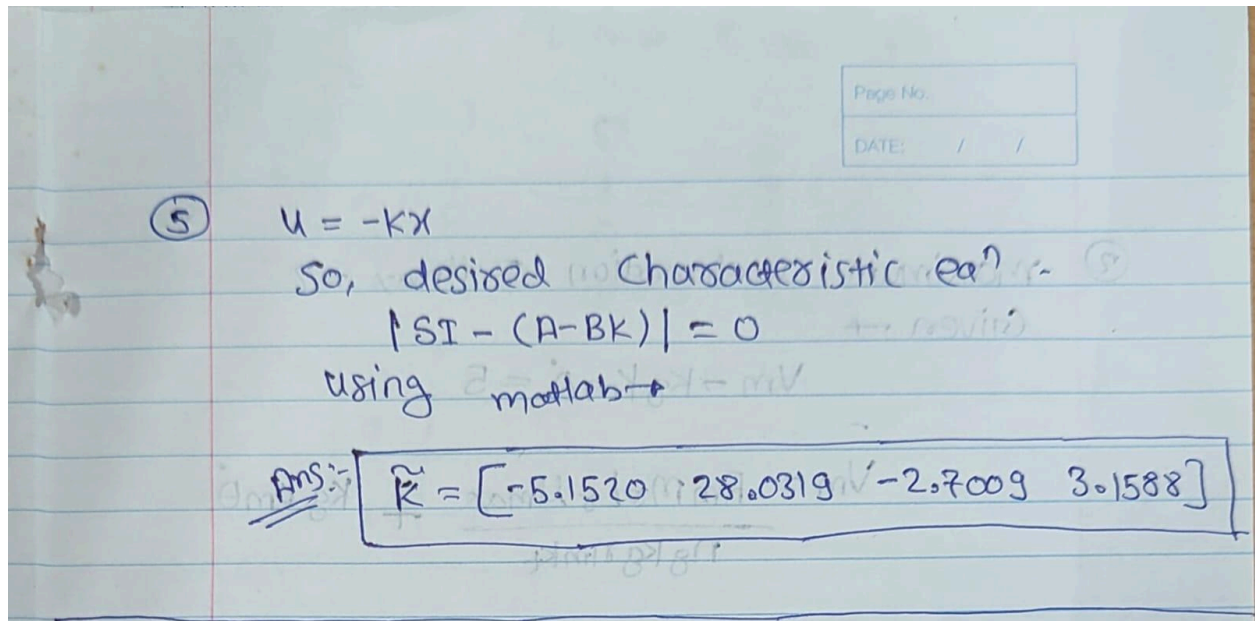 Page No.
DATE: / /
5 u = -Kx
So, desired Characteristic eqn :-
|SI - (A-BK)| = 0
using matlab →
Ans:- K̃ = [-5.1520 28.0319 -2.7009 3.1588]